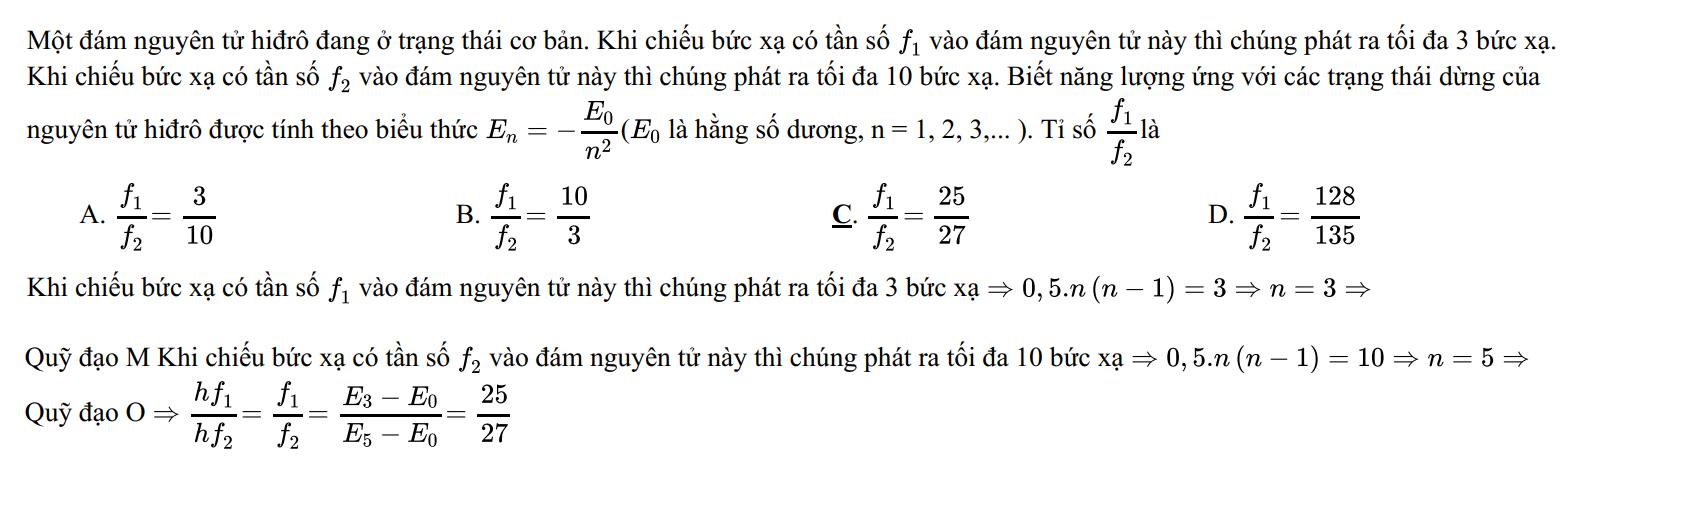 Một đám nguyên tử hiđrô đang ở trạng thái cơ bản. Khi chiếu bức xạ có tần số $f_1$ vào đám nguyên tử này thì chúng phát ra tối đa 3 bức xạ.
Khi chiếu bức xạ có tần số $f_2$ vào đám nguyên tử này thì chúng phát ra tối đa 10 bức xạ. Biết năng lượng ứng với các trạng thái dừng của
nguyên tử hiđrô được tính theo biểu thức $E_n = -\frac{E_0}{n^2}$($E_0$ là hằng số dương, n = 1, 2, 3,... ). Tỉ số $\frac{f_1}{f_2}$là
A. $\frac{f_1}{f_2} = \frac{3}{10}$ B. $\frac{f_1}{f_2} = \frac{10}{3}$ C. $\frac{f_1}{f_2} = \frac{25}{27}$ D. $\frac{f_1}{f_2} = \frac{128}{135}$
Khi chiếu bức xạ có tần số $f_1$ vào đám nguyên tử này thì chúng phát ra tối đa 3 bức xạ $\Rightarrow 0,5.n(n-1) = 3 \Rightarrow n = 3 \Rightarrow$
Quỹ đạo M Khi chiếu bức xạ có tần số $f_2$ vào đám nguyên tử này thì chúng phát ra tối đa 10 bức xạ $\Rightarrow 0,5.n(n-1) = 10 \Rightarrow n = 5 \Rightarrow$
Quỹ đạo O $\Rightarrow \frac{hf_1}{hf_2} = \frac{f_1}{f_2} = \frac{E_3 - E_0}{E_5 - E_0} = \frac{25}{27}$